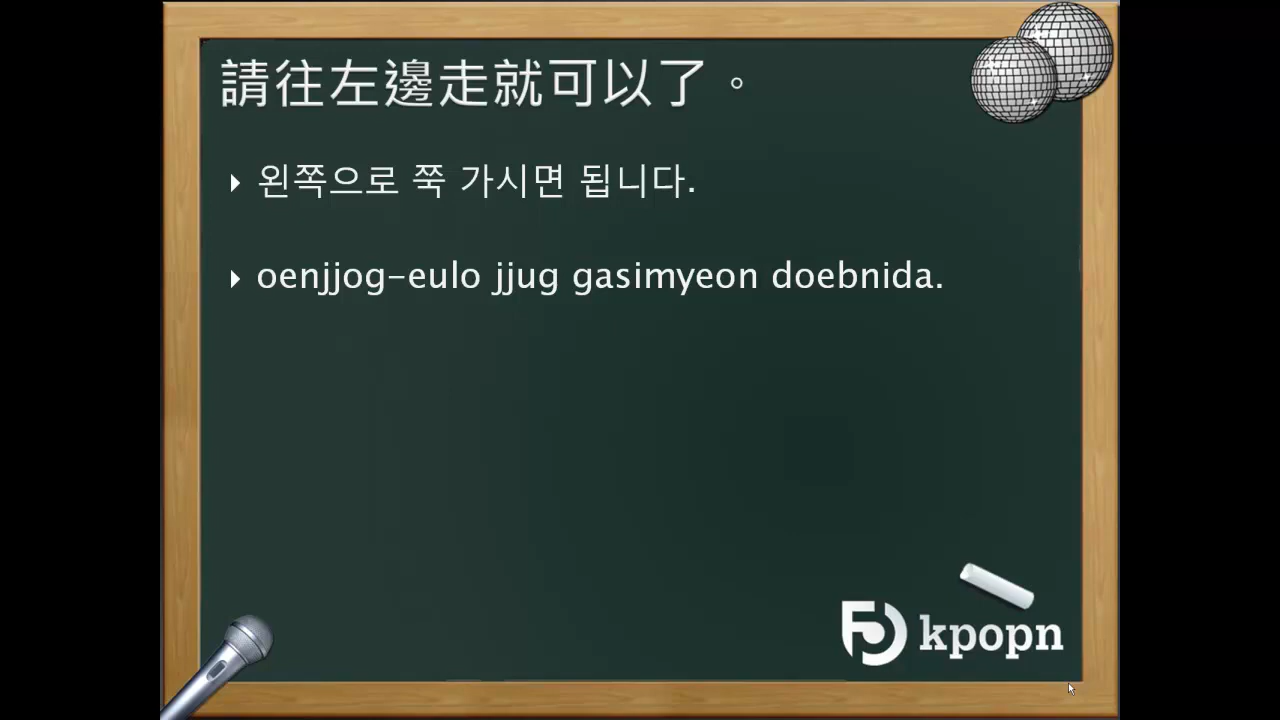 請往左邊走就可以了。
왼쪽으로 쭉 가시면 됩니다.
oenjjog-eulo jjug gasimyeon doebnida.
kpopn